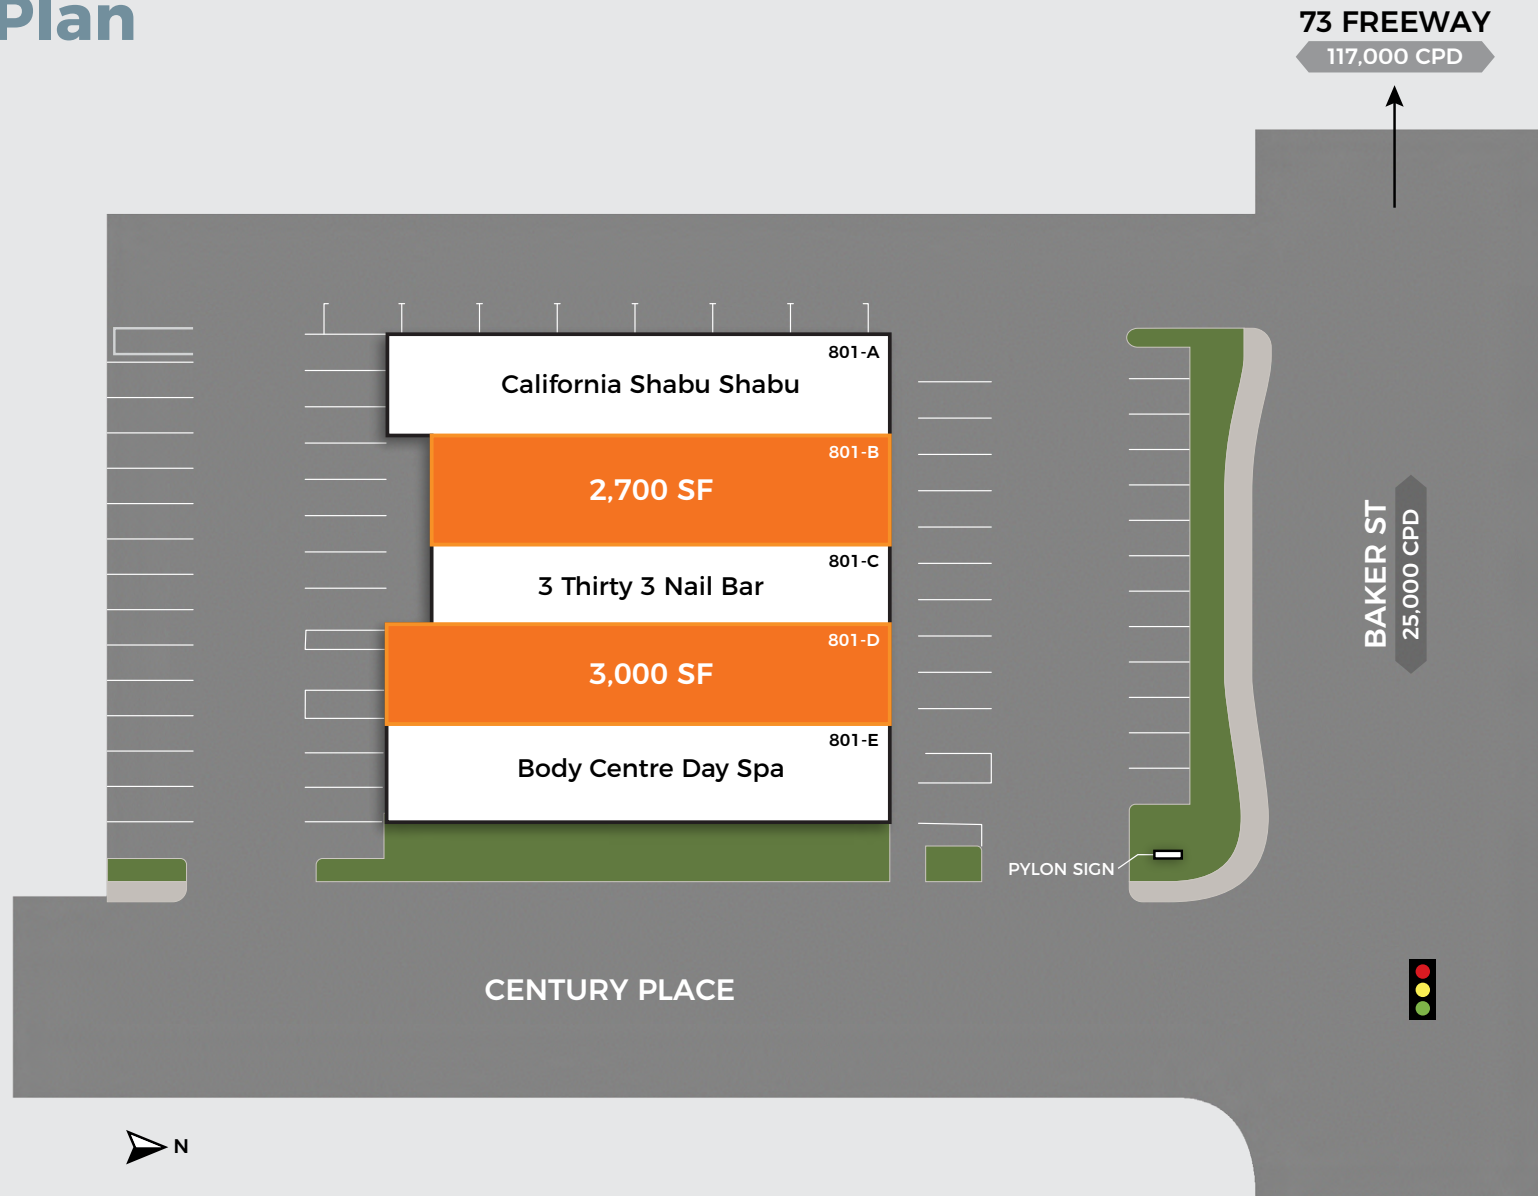 Plan
73 FREEWAY
117,000 CPD
801-A
California Shabu Shabu
801-B
2,700 SF
801-C
3 Thirty 3 Nail Bar
801-D
3,000 SF
801-E
Body Centre Day Spa
BAKER ST
25,000 CPD
PYLON SIGN
CENTURY PLACE
N